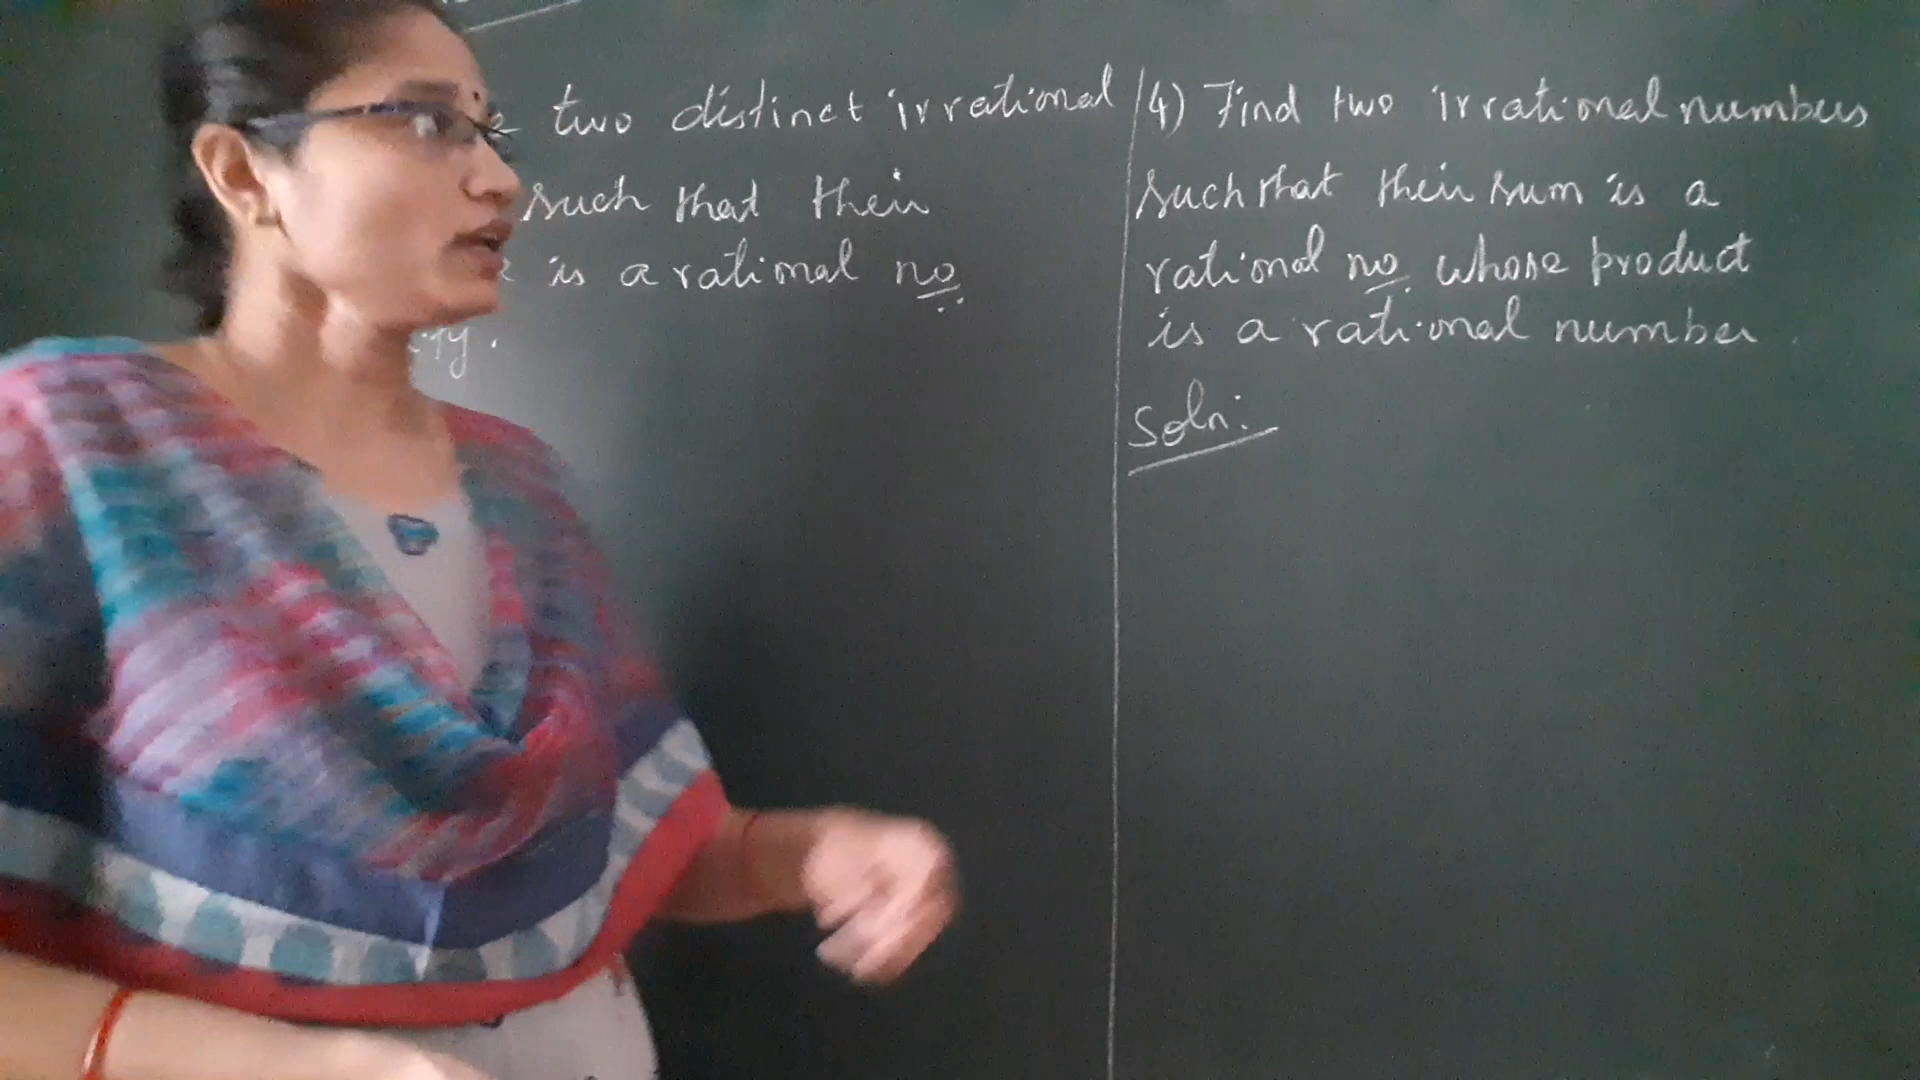 two distinct irrational
such that their
is a rational no.
4) Find two irrational numbers
such that their sum is a
rational no. whose product
is a rational number
Soln: